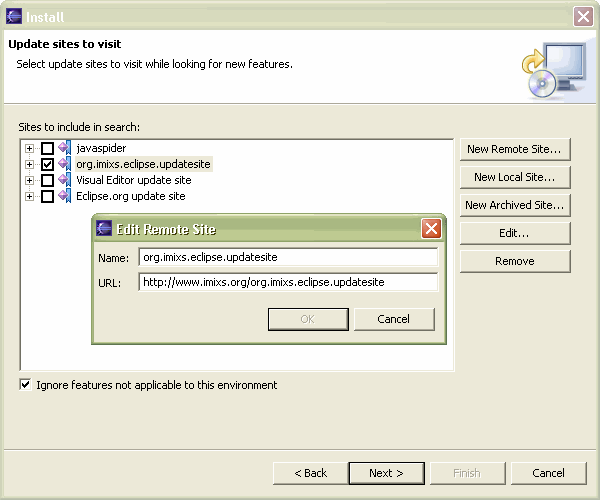 Install
Update sites to visit
Select update sites to visit while looking for new features.
Sites to include in search:
javaspider
org.imixs.eclipse.updatesite
Visual Editor update site
Eclipse.org update site
New Remote Site...
New Local Site...
New Archived Site...
Edit...
Remove
Edit Remote Site
Name: org.imixs.eclipse.updatesite
URL: http://www.imixs.org/org.imixs.eclipse.updatesite
OK Cancel
Ignore features not applicable to this environment
< Back Next > Finish Cancel